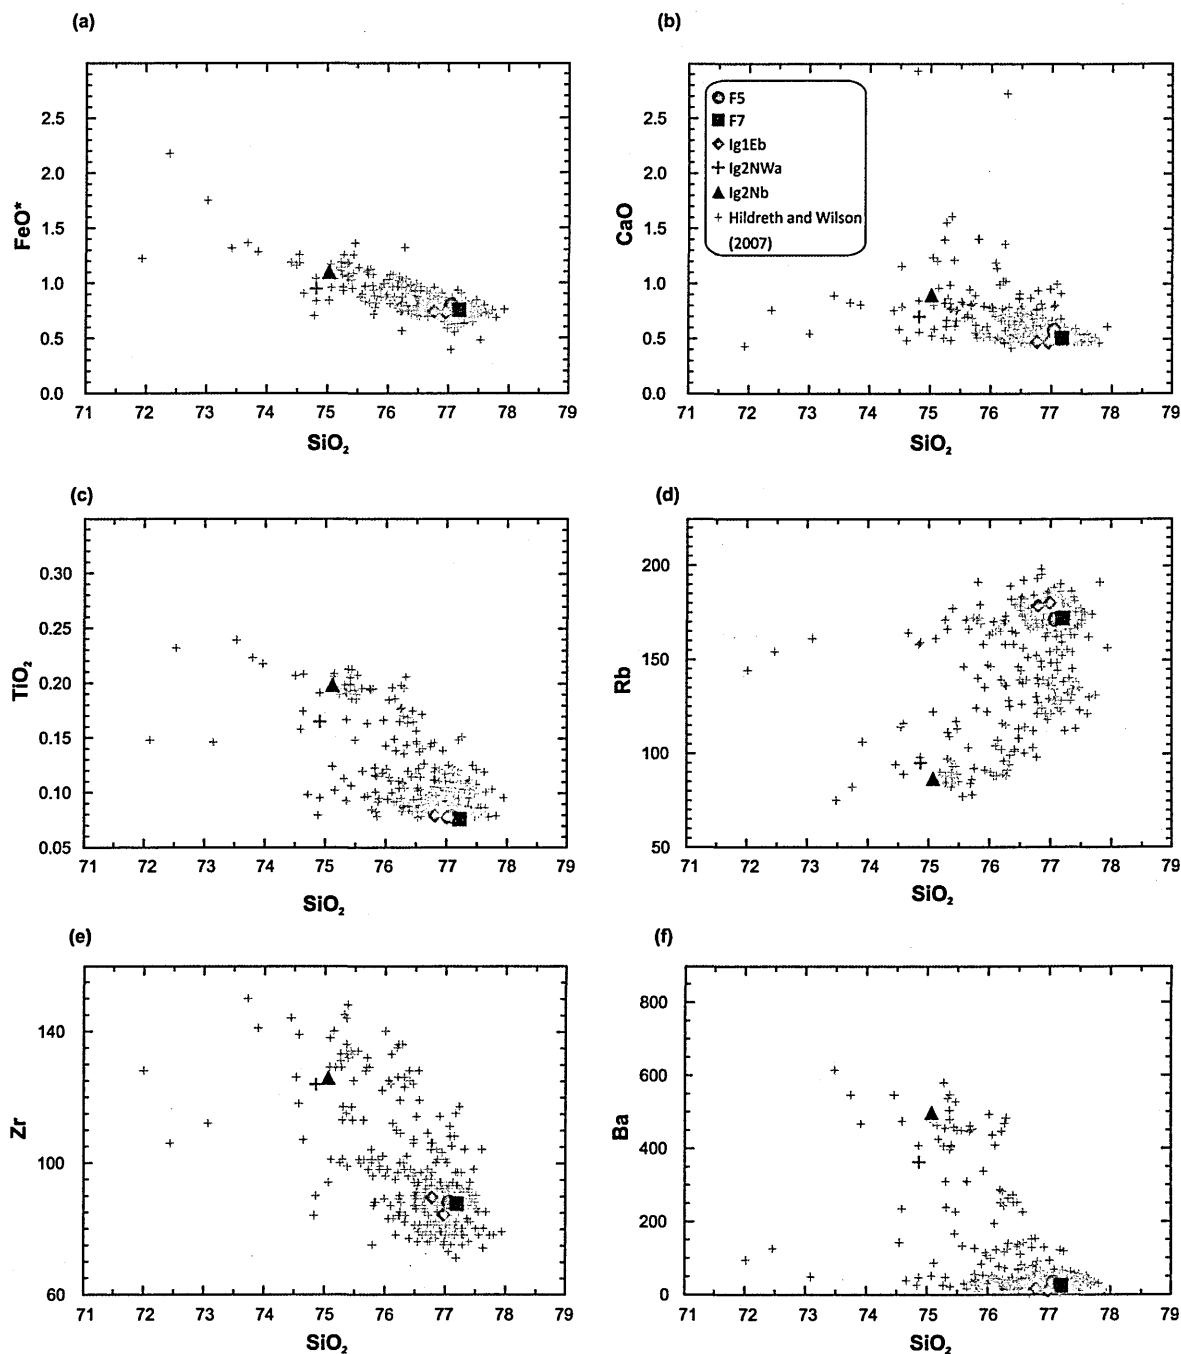 (a)
(b)
2.5
2.0
1.5
1.0
0.5
0.0
FeO*
71 72 73 74 75 76 77 78 79
SiO₂
2.5
2.0
1.5
1.0
0.5
0.0
CaO
71 72 73 74 75 76 77 78 79
SiO₂
F5
F7
Ig1Eb
Ig2NWa
Ig2Nb
Hildreth and Wilson
(2007)
(c)
(d)
0.30
0.25
0.20
0.15
0.10
0.05
TiO₂
71 72 73 74 75 76 77 78 79
SiO₂
200
150
100
50
Rb
71 72 73 74 75 76 77 78 79
SiO₂
(e)
(f)
140
100
60
Zr
71 72 73 74 75 76 77 78 79
SiO₂
800
600
400
200
0
Ba
71 72 73 74 75 76 77 78 79
SiO₂